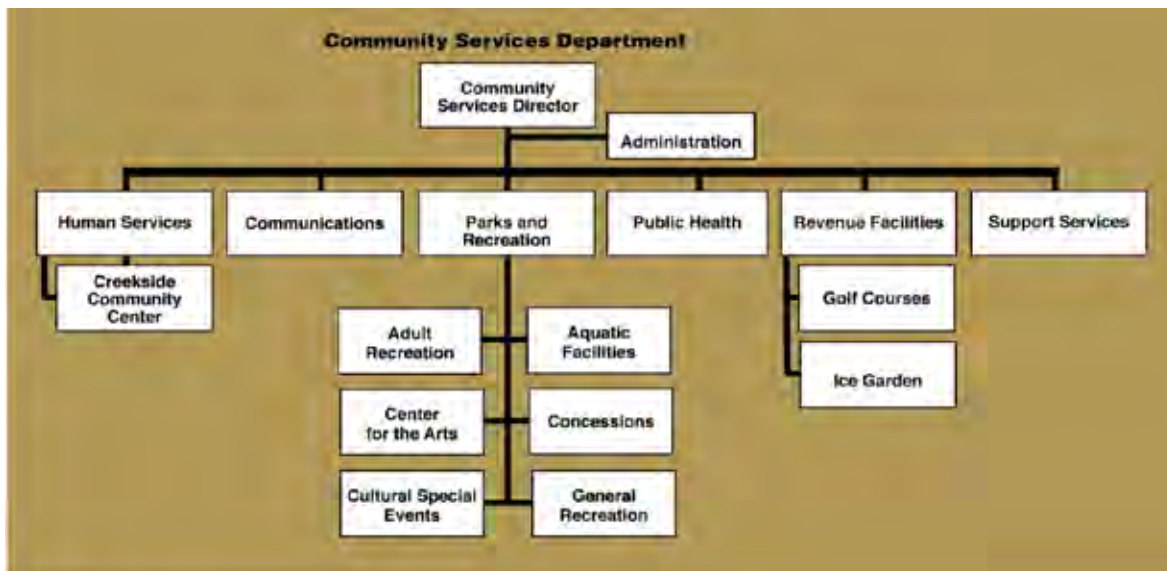 Community Services Department
Community
Services Director
Administration
Human Services
Communications
Parks and
Recreation
Public Health
Revenue Facilities
Support Services
Creekside
Community
Center
Golf Courses
Adult
Recreation
Aquatic
Facilities
Ice Garden
Center
for the Arts
Concessions
Cultural Special
Events
General
Recreation